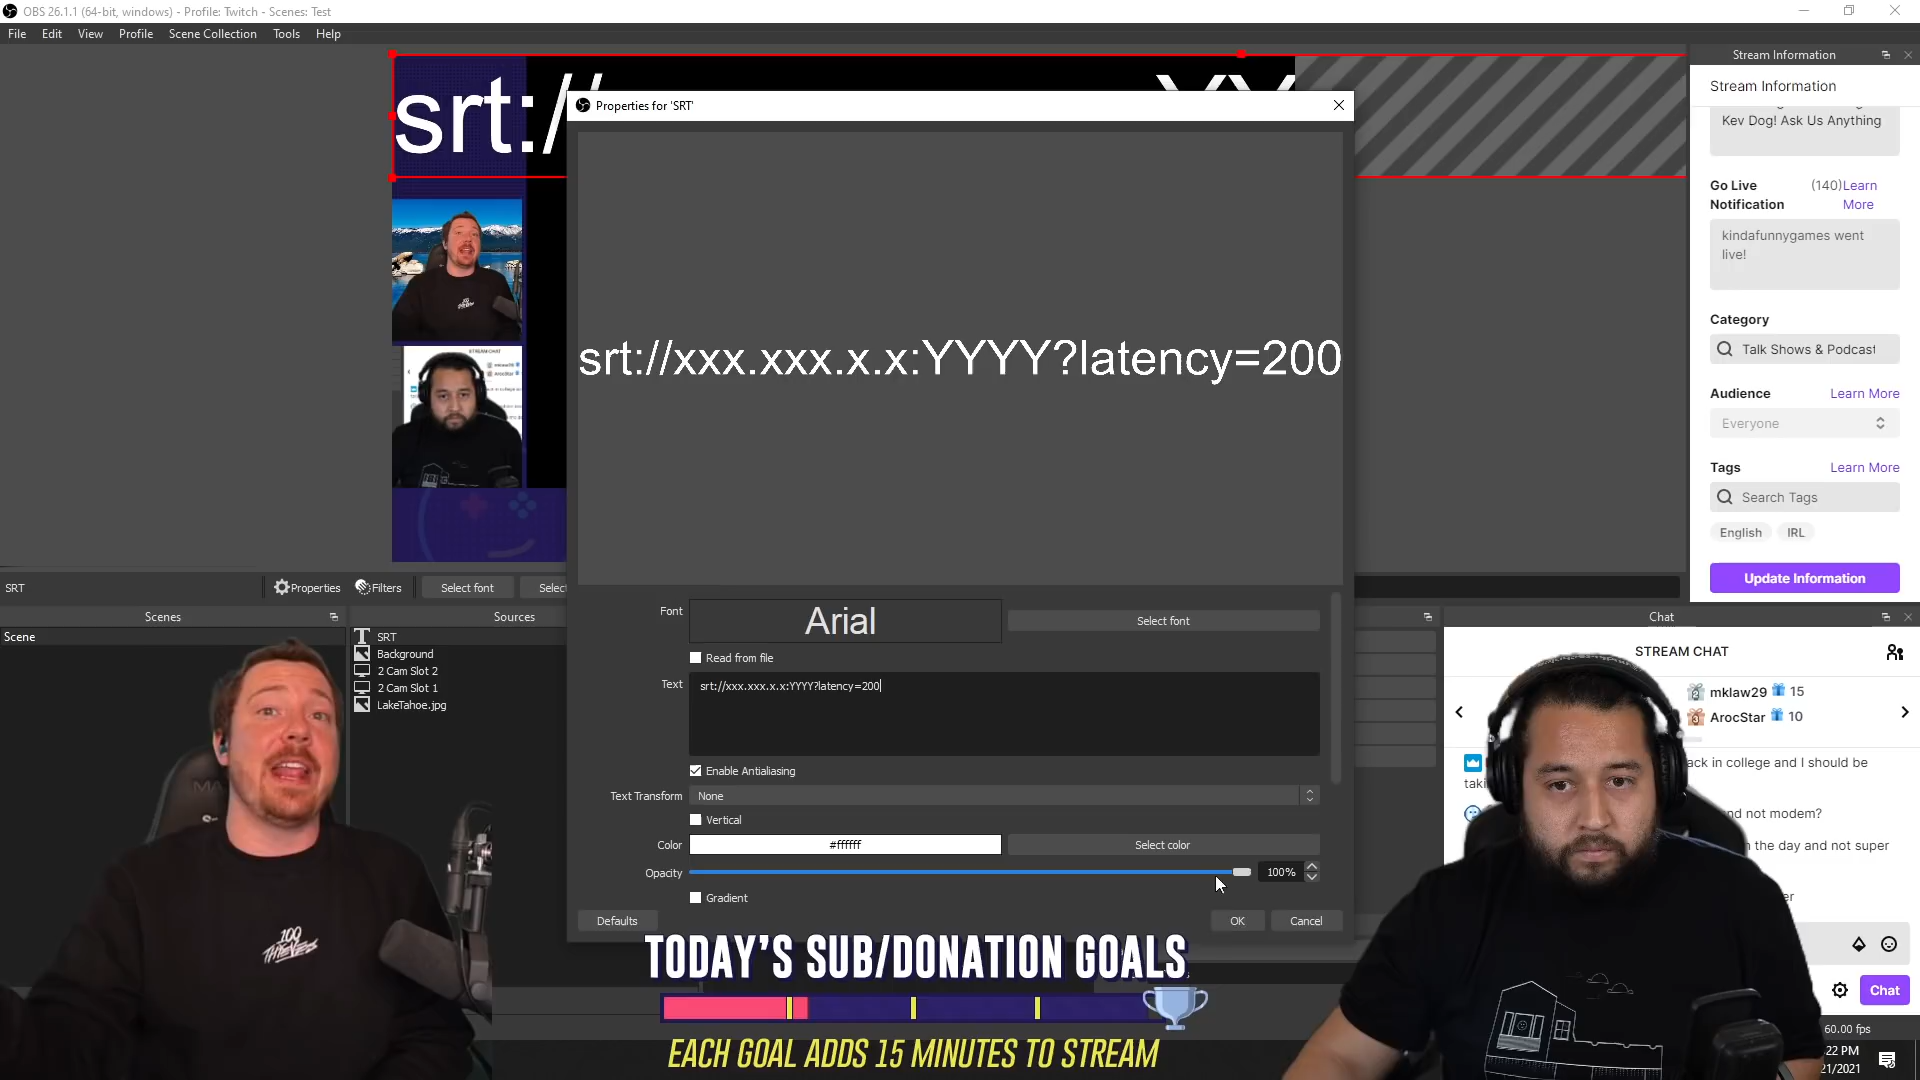 OBS 26.1.1 (64-bit, windows) - Profile: Twitch - Scenes: Test
File Edit View Profile Scene Collection Tools Help
srt://
Properties for 'SRT'
srt://xxx.xxx.x.x:YYYY?latency=200
SRT
Properties
Filters
Select font
Scenes
Scene
Sources
SRT
Background
2 Cam Slot 2
2 Cam Slot 1
LakeTahoe.jpg
Font
Arial
Select font
Read from file
Text
srt://xxx.xxx.x.x:YYYY?latency=200
Enable Antialiasing
Text Transform
None
Vertical
Color
#ffffff
Select color
Opacity
100%
Gradient
Defaults
OK
Cancel
Stream Information
Stream Information
Kev Dog! Ask Us Anything
Go Live
Notification
(140)Learn
More
kindafunnygames went
live!
Category
Talk Shows & Podcast
Audience
Learn More
Everyone
Tags
Learn More
Search Tags
English
IRL
Update Information
Chat
STREAM CHAT
mklaw29 15
ArocStar 10
ack in college and I should be
nd not modem?
the day and not super
Chat
60.00 fps
22 PM
21/2021
100
THIEVES
TODAY'S SUB/DONATION GOALS
EACH GOAL ADDS 15 MINUTES TO STREAM